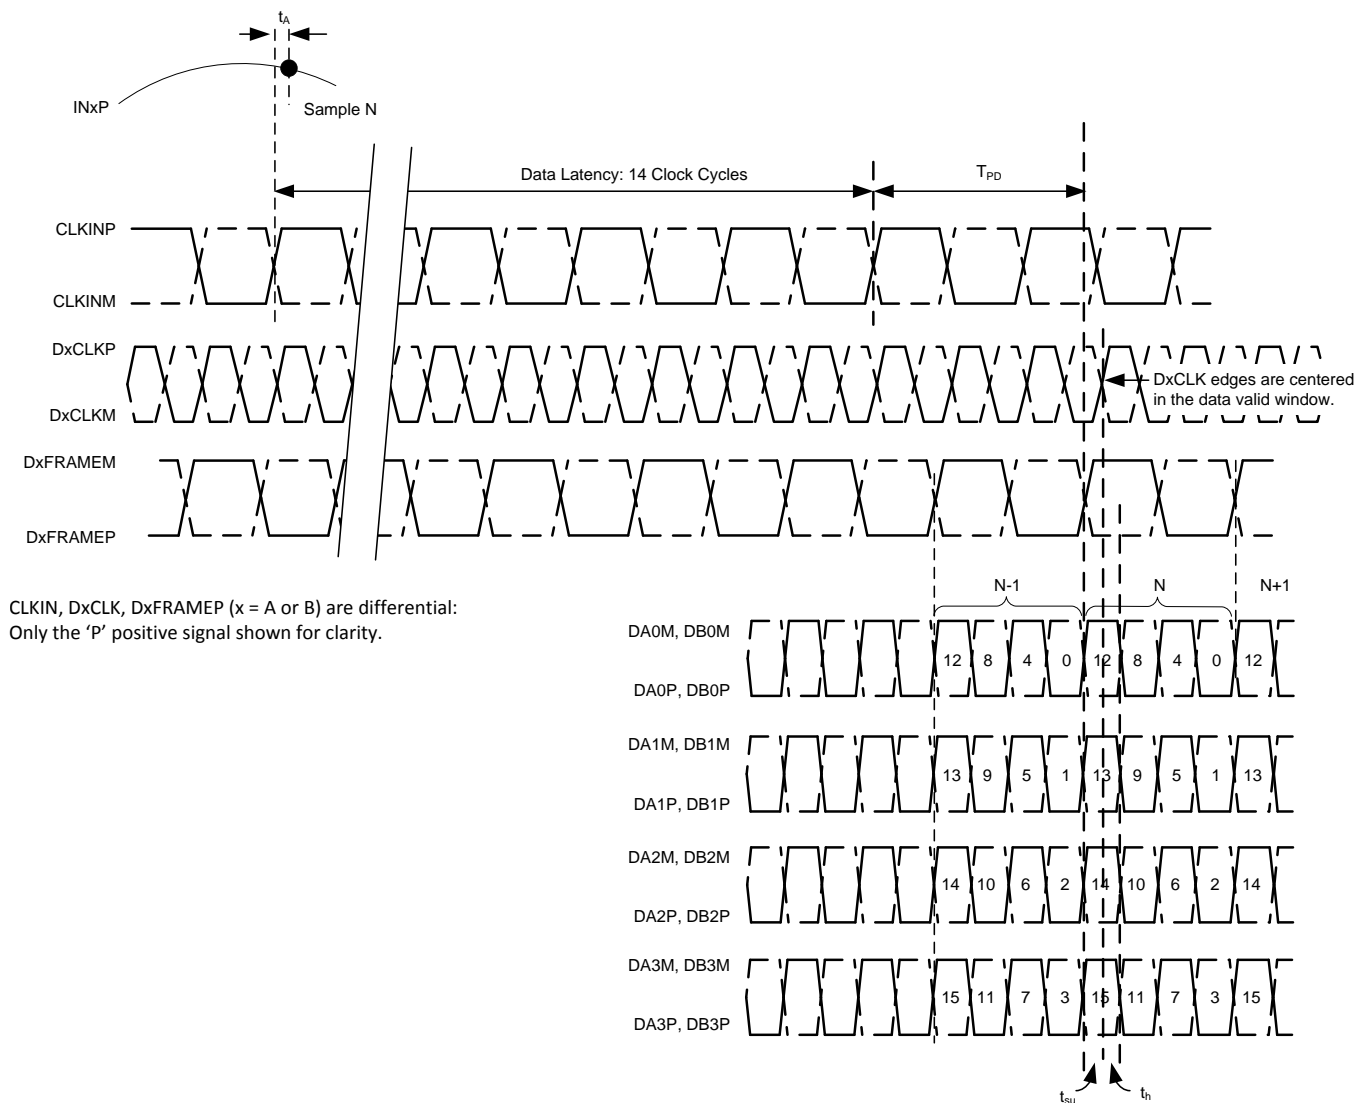 tA
INxP
Sample N
Data Latency: 14 Clock Cycles
TPD
CLKINP
CLKINM
DxCLKP
DxCLKM
DxCLK edges are centered
in the data valid window.
DxFRAMEM
DxFRAMEP
CLKIN, DxCLK, DxFRAMEP (x = A or B) are differential:
Only the ‘P’ positive signal shown for clarity.
N-1 N N+1
DA0M, DB0M
12 8 4 0 12 8 4 0 12
DA0P, DB0P
DA1M, DB1M
13 9 5 1 13 9 5 1 13
DA1P, DB1P
DA2M, DB2M
14 10 6 2 14 10 6 2 14
DA2P, DB2P
DA3M, DB3M
15 11 7 3 15 11 7 3 15
DA3P, DB3P
tsu th